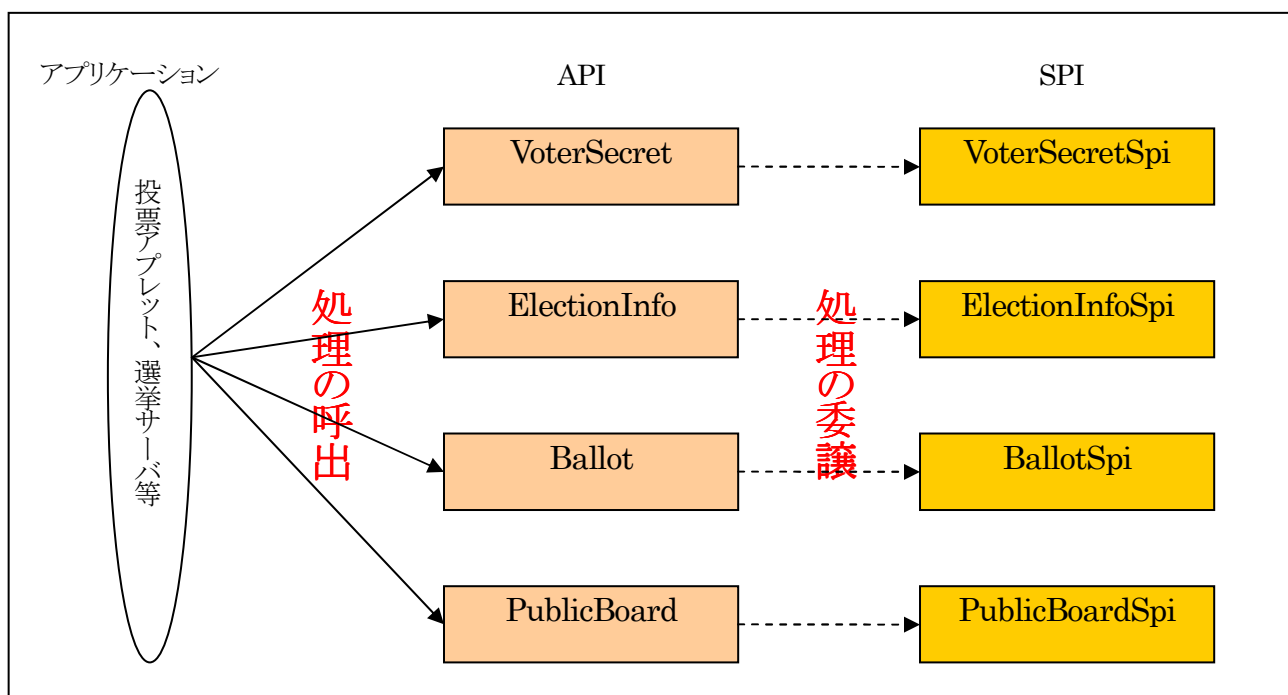 アプリケーション
API
SPI
投票アプレット、選挙サーバ等
処理の呼出
処理の委譲
VoterSecret
VoterSecretSpi
ElectionInfo
ElectionInfoSpi
Ballot
BallotSpi
PublicBoard
PublicBoardSpi